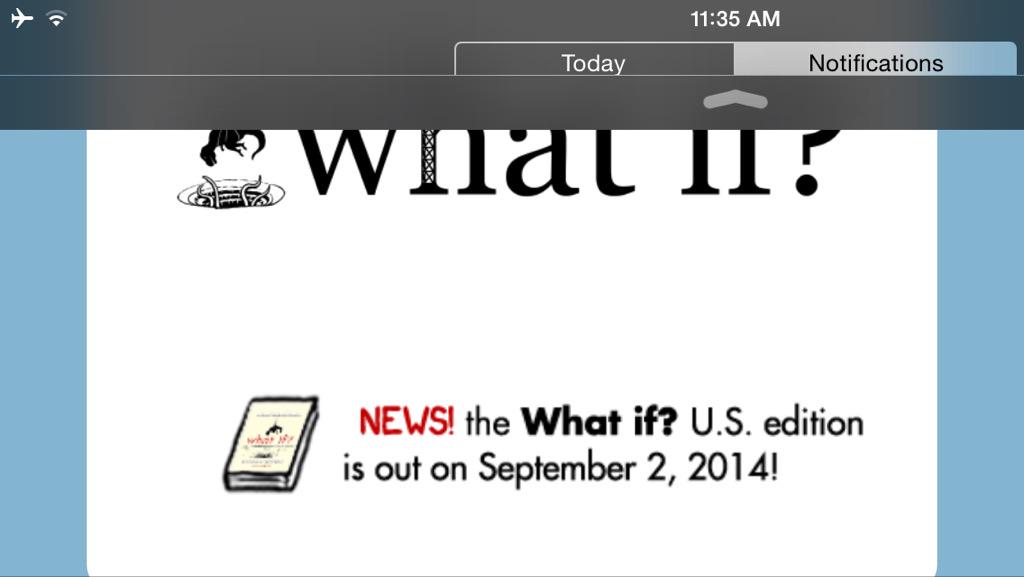 11:35 AM
Today Notifications
what if?
what if?
NEWS! the What if? U.S. edition
is out on September 2, 2014!